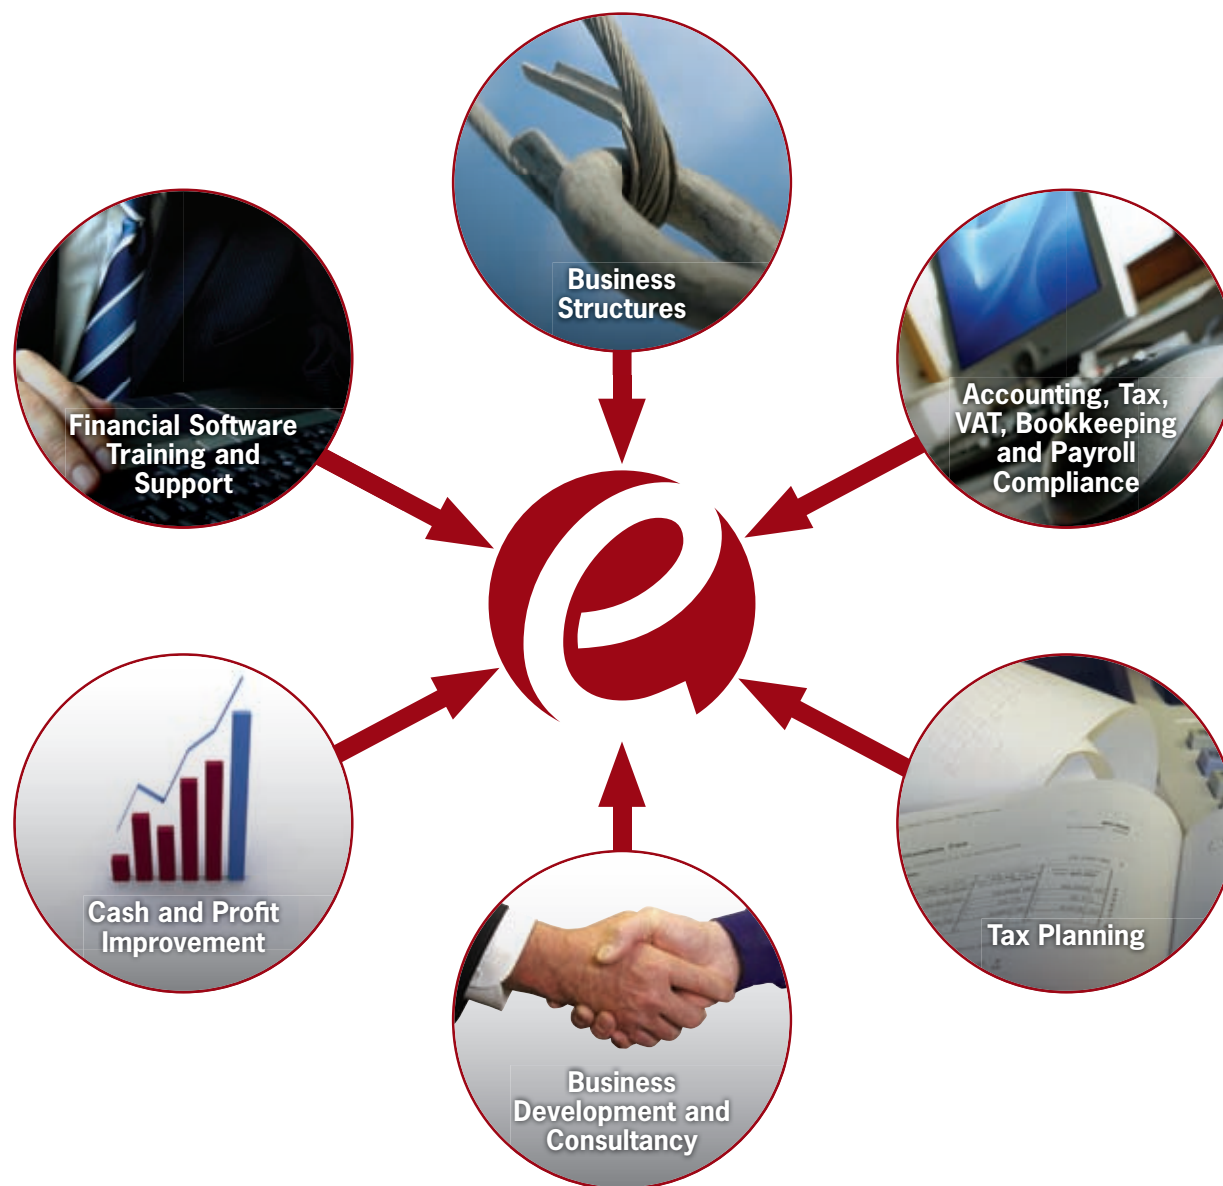 Business
Structures
Accounting, Tax,
VAT, Bookkeeping
and Payroll
Compliance
Tax Planning
Business
Development and
Consultancy
Cash and Profit
Improvement
Financial Software
Training and
Support
e